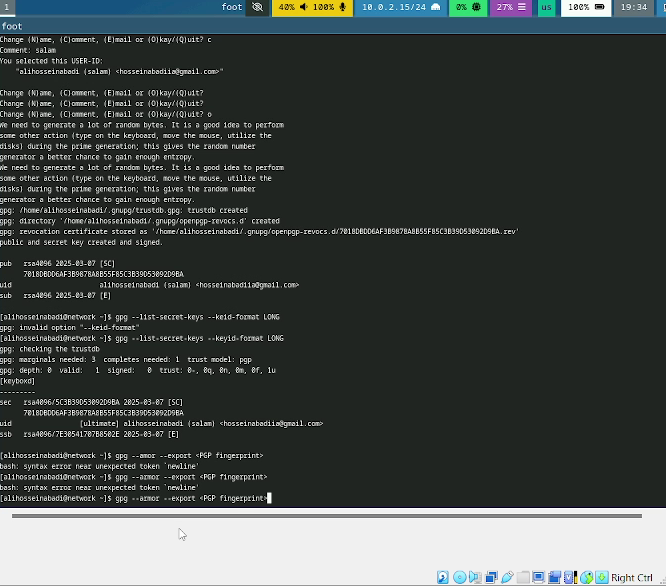 1 foot 40% 100% 10.0.2.15/24 0% 27% us 100% 19:34
foot
Change (N)ame, (C)omment, (E)mail or (O)kay/(Q)uit? c
Comment: salam
You selected this USER-ID:
"alihosseinabadi (salam) <hosseinabadiia@gmail.com>"
Change (N)ame, (C)omment, (E)mail or (O)kay/(Q)uit?
Change (N)ame, (C)omment, (E)mail or (O)kay/(Q)uit?
Change (N)ame, (C)omment, (E)mail or (O)kay/(Q)uit? o
We need to generate a lot of random bytes. It is a good idea to perform
some other action (type on the keyboard, move the mouse, utilize the
disks) during the prime generation; this gives the random number
generator a better chance to gain enough entropy.
We need to generate a lot of random bytes. It is a good idea to perform
some other action (type on the keyboard, move the mouse, utilize the
disks) during the prime generation; this gives the random number
generator a better chance to gain enough entropy.
gpg: /home/alihosseinabadi/.gnupg/trustdb.gpg: trustdb created
gpg: directory '/home/alihosseinabadi/.gnupg/openpgp-revocs.d' created
gpg: revocation certificate stored as '/home/alihosseinabadi/.gnupg/openpgp-revocs.d/7018DBDD6AF3B9878A8B55F85C3B39D53092D9BA.rev'
public and secret key created and signed.
pub rsa4096 2025-03-07 [SC]
7018DBDD6AF3B9878A8B55F85C3B39D53092D9BA
uid alihosseinabadi (salam) <hosseinabadiia@gmail.com>
sub rsa4096 2025-03-07 [E]
[alihosseinabadi@network ~]$ gpg --list-secret-keys --keid-format LONG
gpg: invalid option "--keid-format"
[alihosseinabadi@network ~]$ gpg --list-secret-keys --keyid-format LONG
gpg: checking the trustdb
gpg: marginals needed: 3 completes needed: 1 trust model: pgp
gpg: depth: 0 valid: 1 signed: 0 trust: 0-, 0q, 0n, 0m, 0f, 1u
[keyboxd]
---------
sec rsa4096/5C3B39D53092D9BA 2025-03-07 [SC]
7018DBDD6AF3B9878A8B55F85C3B39D53092D9BA
uid [ultimate] alihosseinabadi (salam) <hosseinabadiia@gmail.com>
ssb rsa4096/7E30541707B8502E 2025-03-07 [E]
[alihosseinabadi@network ~]$ gpg --amor --export <PGP fingerprint>
bash: syntax error near unexpected token `newline'
[alihosseinabadi@network ~]$ gpg --armor --export <PGP fingerprint>
bash: syntax error near unexpected token `newline'
[alihosseinabadi@network ~]$ gpg --armor --export <PGP fingerprint>
Right Ctrl